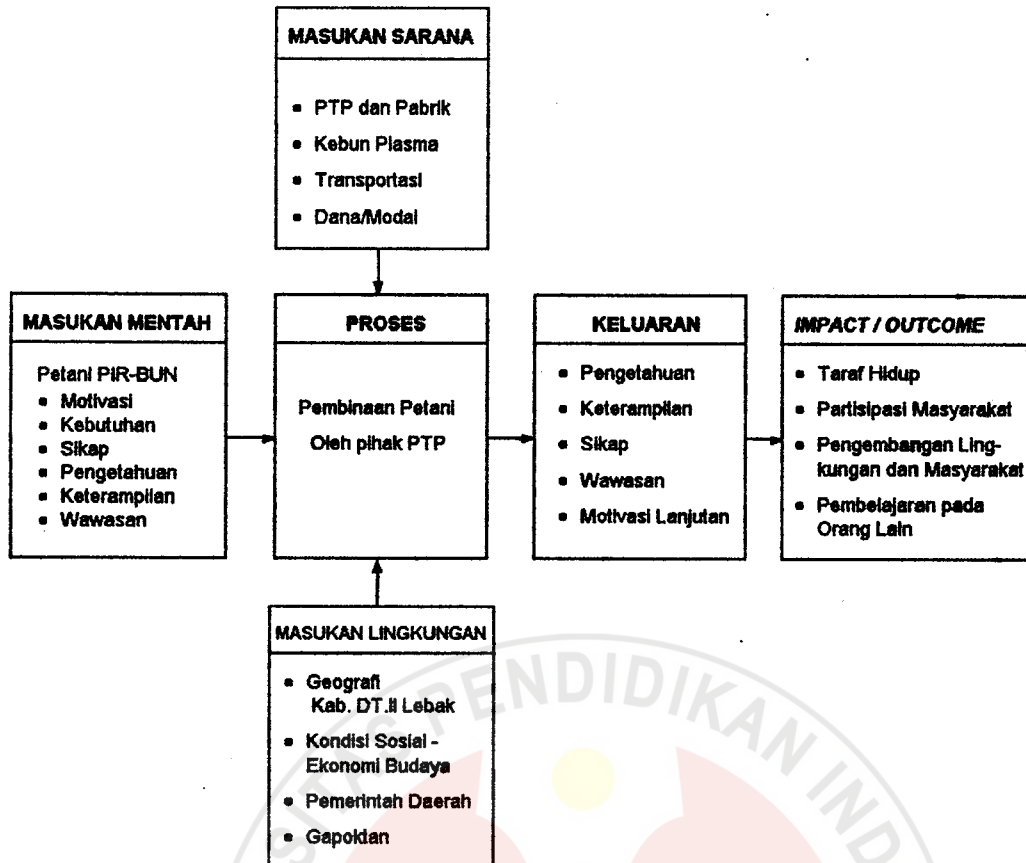 MASUKAN SARANA
• PTP dan Pabrik
• Kebun Plasma
• Transportasi
• Dana/Modal
MASUKAN MENTAH
Petani PIR-BUN
• Motivasi
• Kebutuhan
• Sikap
• Pengetahuan
• Keterampilan
• Wawasan
PROSES
Pembinaan Petani
Oleh pihak PTP
KELUARAN
• Pengetahuan
• Keterampilan
• Sikap
• Wawasan
• Motivasi Lanjutan
IMPACT / OUTCOME
• Taraf Hidup
• Partisipasi Masyarakat
• Pengembangan Ling-
kungan dan Masyarakat
• Pembelajaran pada
Orang Lain
MASUKAN LINGKUNGAN
• Geografi
Kab. DT.II Lebak
• Kondisi Sosial -
Ekonomi Budaya
• Pemerintah Daerah
• Gapoktan
SITAS PENDIDIKAN IND